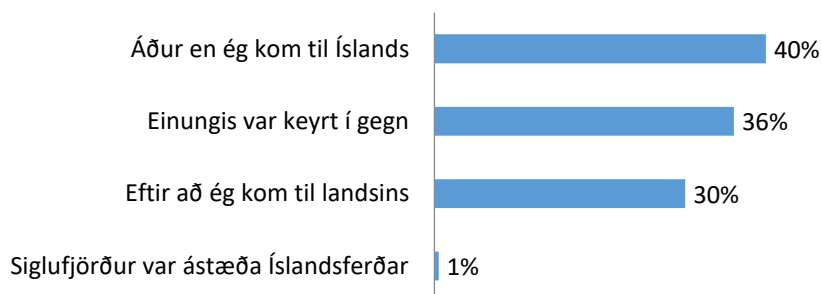 Áður en ég kom til Íslands 40%
Einungis var keyrt í gegn 36%
Eftir að ég kom til landsins 30%
Siglufjörður var ástæða Íslandsferðar 1%